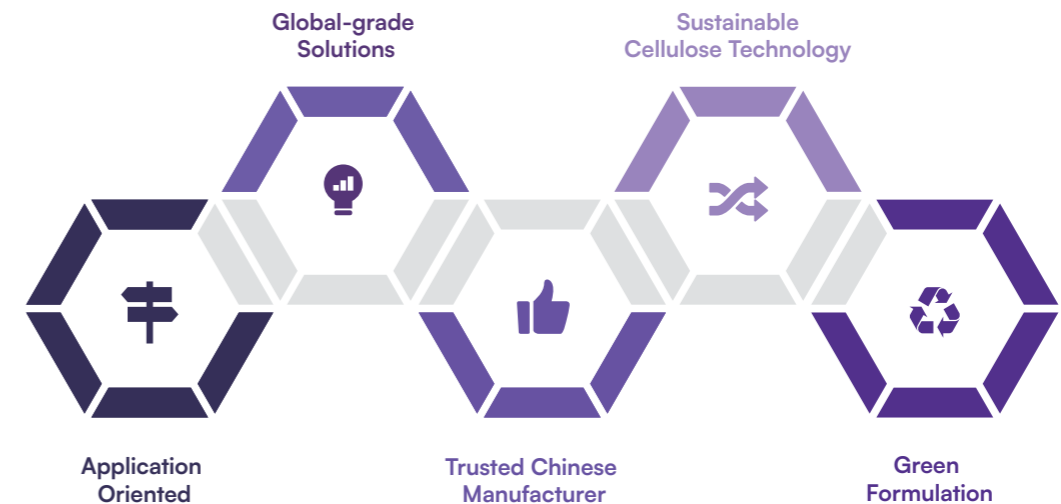 Global-grade
Solutions
Sustainable
Cellulose Technology
Application
Oriented
Trusted Chinese
Manufacturer
Green
Formulation